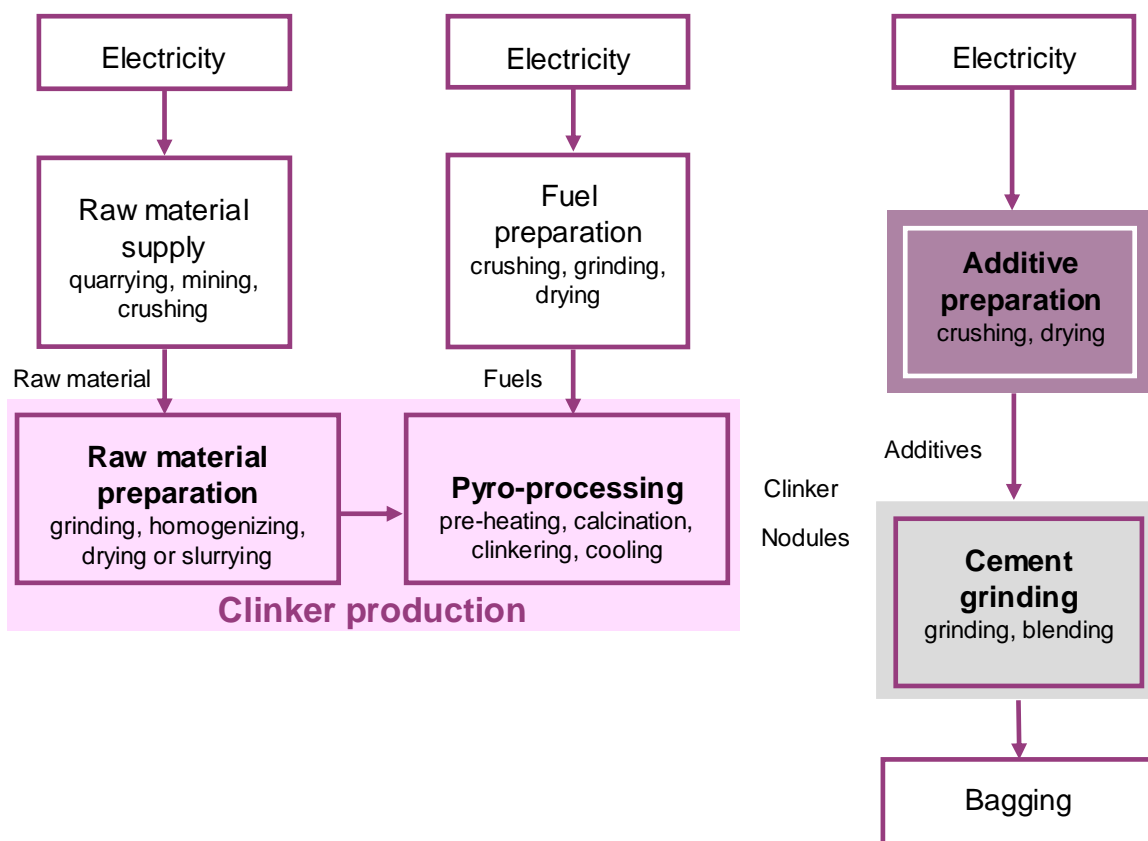 Electricity
Electricity
Electricity
Raw material
supply
quarrying, mining,
crushing
Fuel
preparation
crushing, grinding,
drying
Additive
preparation
crushing, drying
Raw material
Fuels
Additives
Raw material
preparation
grinding, homogenizing,
drying or slurrying
Pyro-processing
pre-heating, calcination,
clinkering, cooling
Clinker
Nodules
Clinker production
Cement
grinding
grinding, blending
Bagging